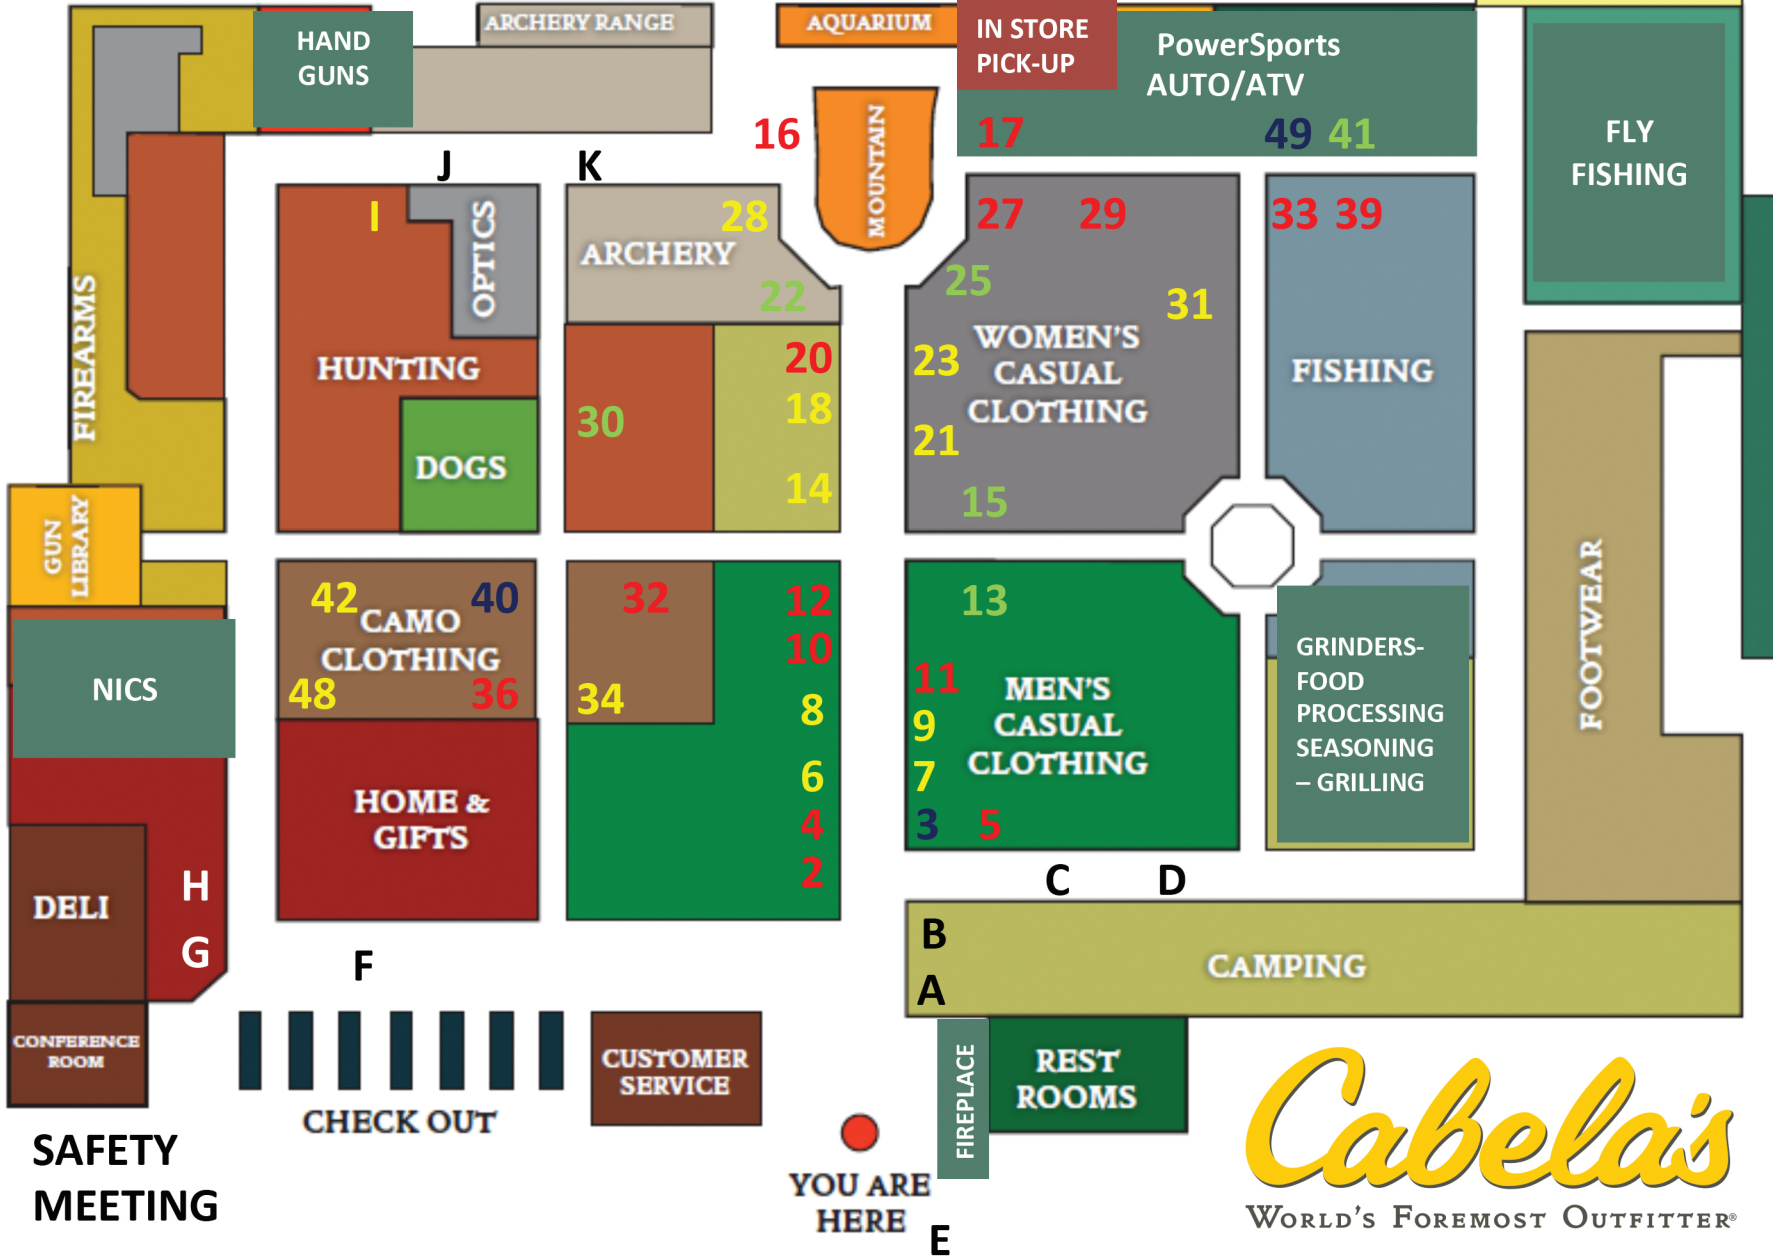 HAND
GUNS
ARCHERY RANGE
AQUARIUM
IN STORE
PICK-UP
PowerSports
AUTO/ATV
16
MOUNTAIN
17
49
41
FLY
FISHING
J
K
I
OPTICS
28
ARCHERY
22
27
29
25
31
33
39
FIREARMS
HUNTING
20
18
14
30
23
21
15
WOMEN'S
CASUAL
CLOTHING
FISHING
DOGS
GUN
LIBRARY
FOOTWEAR
42
40
CAMO
CLOTHING
48
36
32
34
12
10
8
6
4
2
13
11
9
7
3
5
MEN'S
CASUAL
CLOTHING
GRINDERS-
FOOD
PROCESSING
SEASONING
– GRILLING
NICS
HOME &
GIFTS
DELI
H
G
C
D
B
A
CAMPING
F
CONFERENCE
ROOM
CHECK OUT
CUSTOMER
SERVICE
FIREPLACE
REST
ROOMS
SAFETY
MEETING
YOU ARE
HERE
E
Cabela's
WORLD'S FOREMOST OUTFITTER®